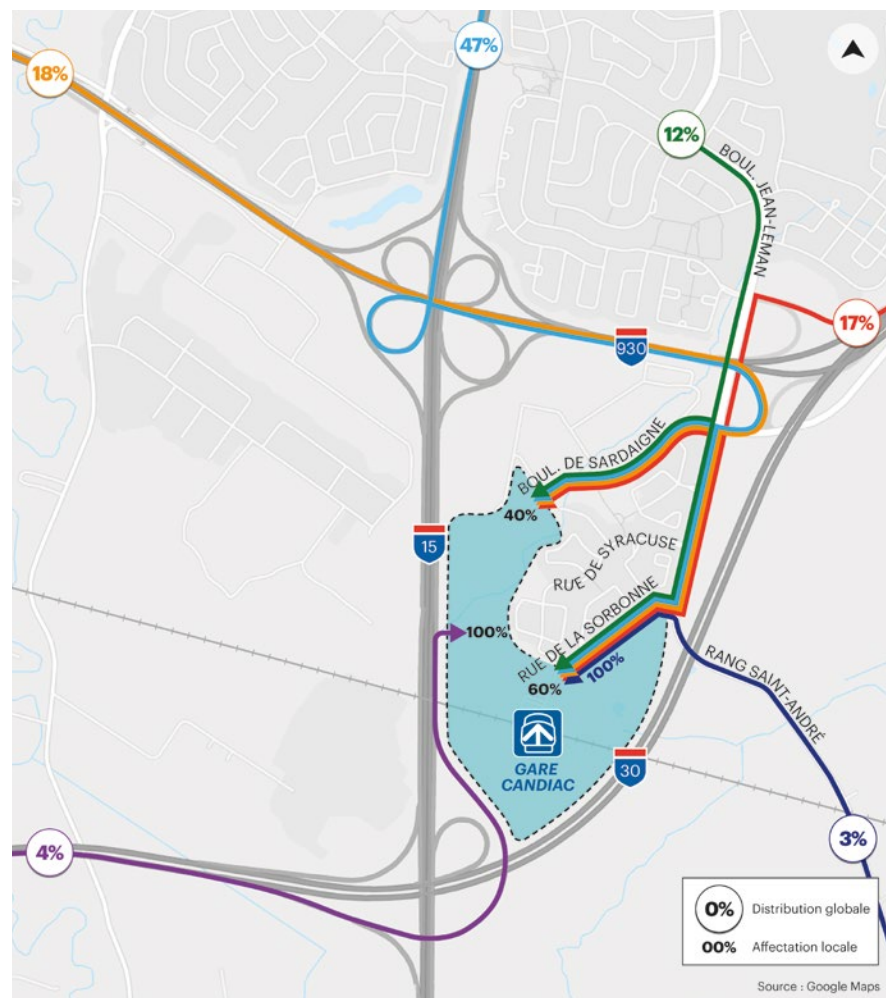 47%
18%
12%
BOUL. JEAN-LEMAN
17%
930
BOUL. DE SARDAIGNE
40%
15
RUE DE SYRACUSE
100%
RUE DE LA SORBONNE
60%
100%
RANG SAINT-ANDRÉ
GARE
CANDIAC
30
4%
3%
0% Distribution globale
00% Affectation locale
Source : Google Maps